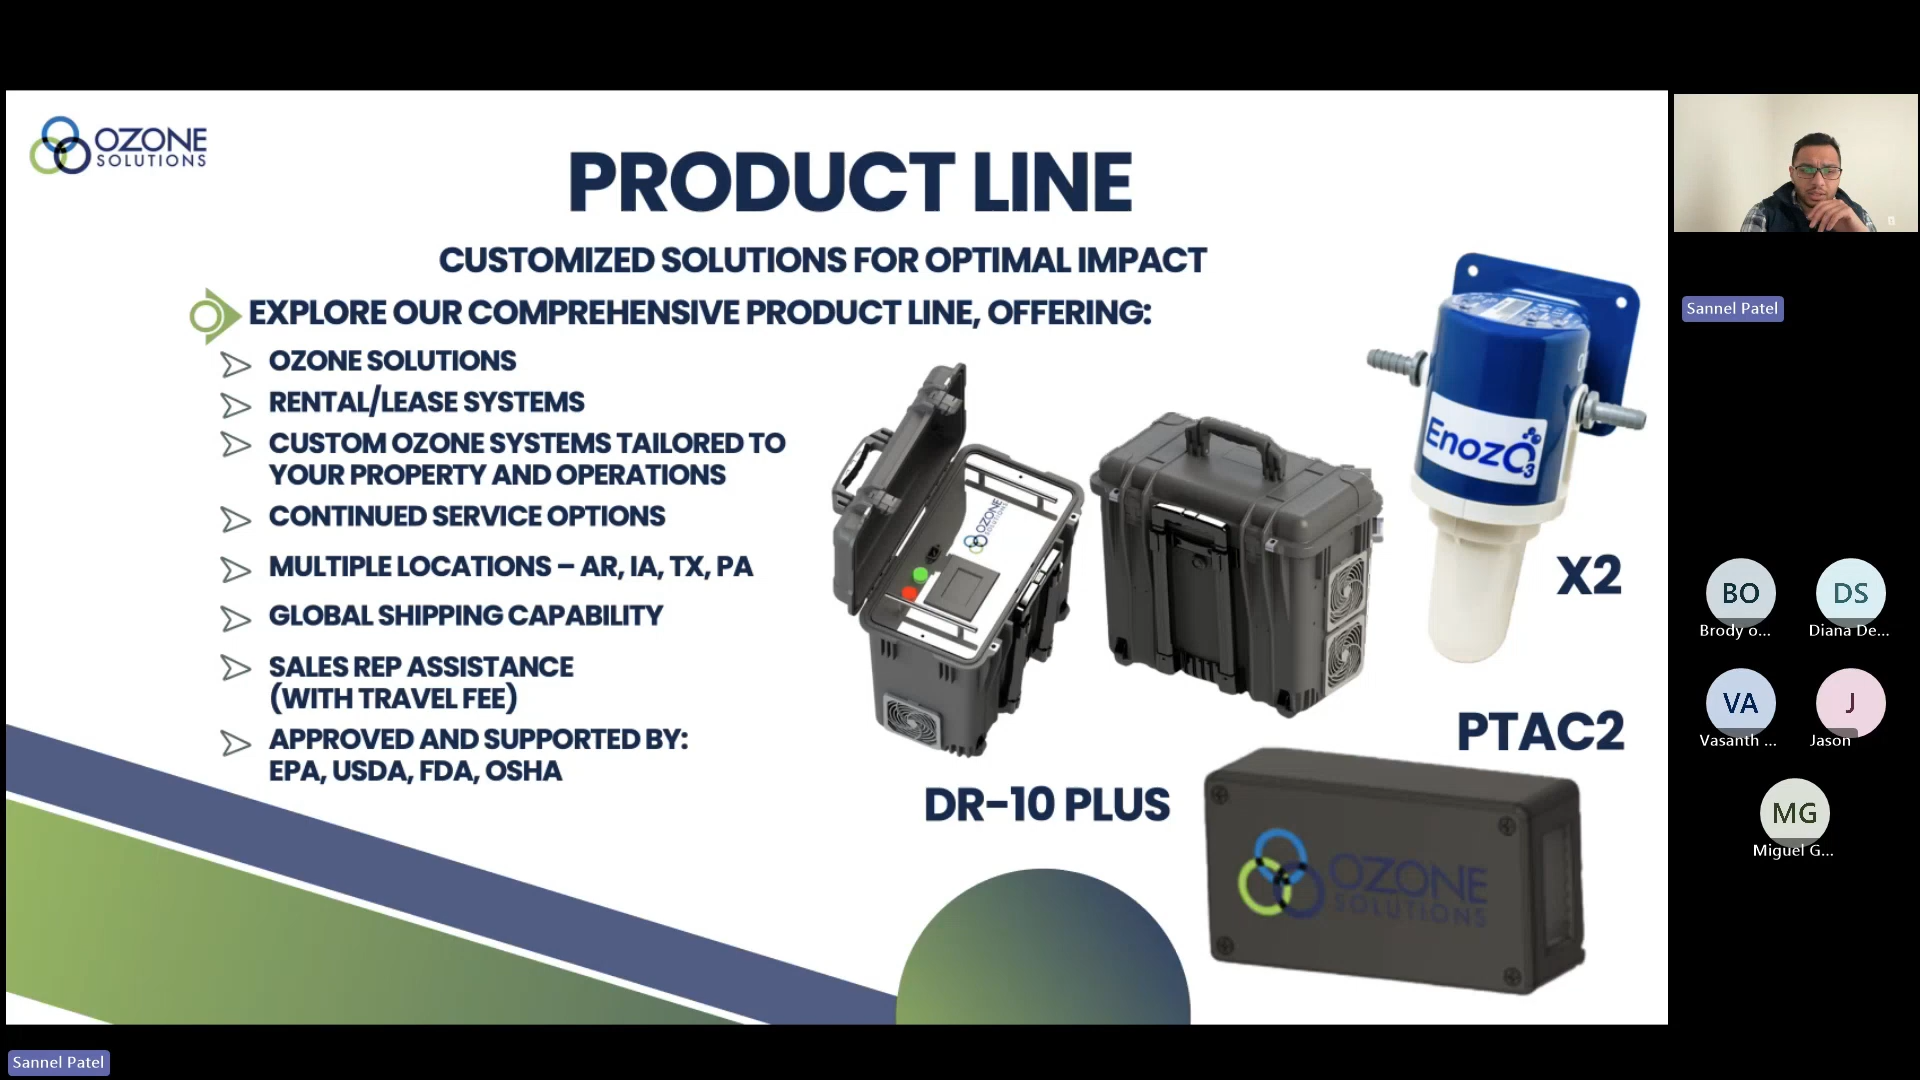 OZONE
SOLUTIONS
PRODUCT LINE
CUSTOMIZED SOLUTIONS FOR OPTIMAL IMPACT
EXPLORE OUR COMPREHENSIVE PRODUCT LINE, OFFERING:
OZONE SOLUTIONS
RENTAL/LEASE SYSTEMS
CUSTOM OZONE SYSTEMS TAILORED TO
YOUR PROPERTY AND OPERATIONS
CONTINUED SERVICE OPTIONS
MULTIPLE LOCATIONS – AR, IA, TX, PA
GLOBAL SHIPPING CAPABILITY
SALES REP ASSISTANCE
(WITH TRAVEL FEE)
APPROVED AND SUPPORTED BY:
EPA, USDA, FDA, OSHA
OZONE
SOLUTIONS
DR-10 PLUS
EnozO3
X2
PTAC2
OZONE
SOLUTIONS
Sannel Patel
Sannel Patel
BO
Brody o...
DS
Diana De...
VA
Vasanth ...
J
Jason
MG
Miguel G...